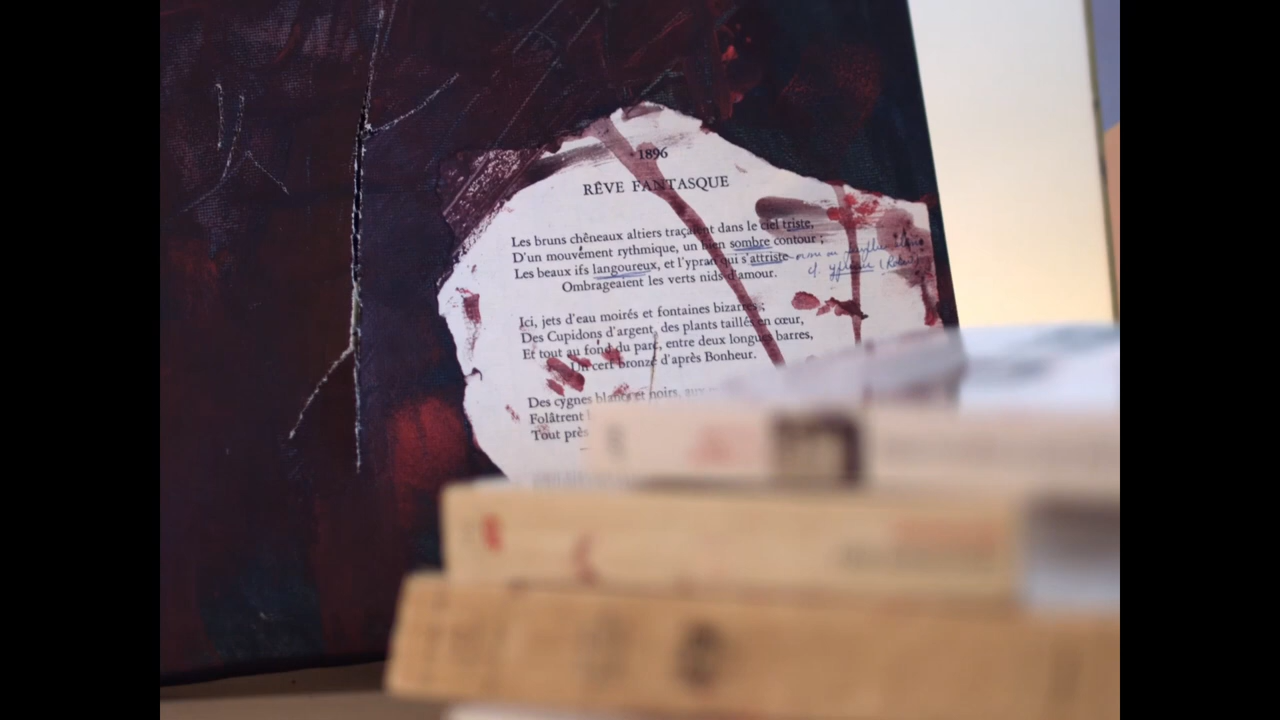 1896
RÊVE FANTASQUE
Les bruns chêneaux altiers traçaient dans le ciel triste,
D'un mouvement rythmique, un bien sombre contour ;
Les beaux ifs langoureux, et l'ypran qui s'attriste
Ombrageaient les verts nids d'amour.
Ici, jets d'eau moirés et fontaines bizarres ;
Des Cupidons d'argent, des plants taillés en cœur,
Et tout au fond du parc, entre deux longues barres,
Un cerf bronzé d'après Bonheur.
Des cygnes blancs et noirs, aux
Folâtrent
Tout près